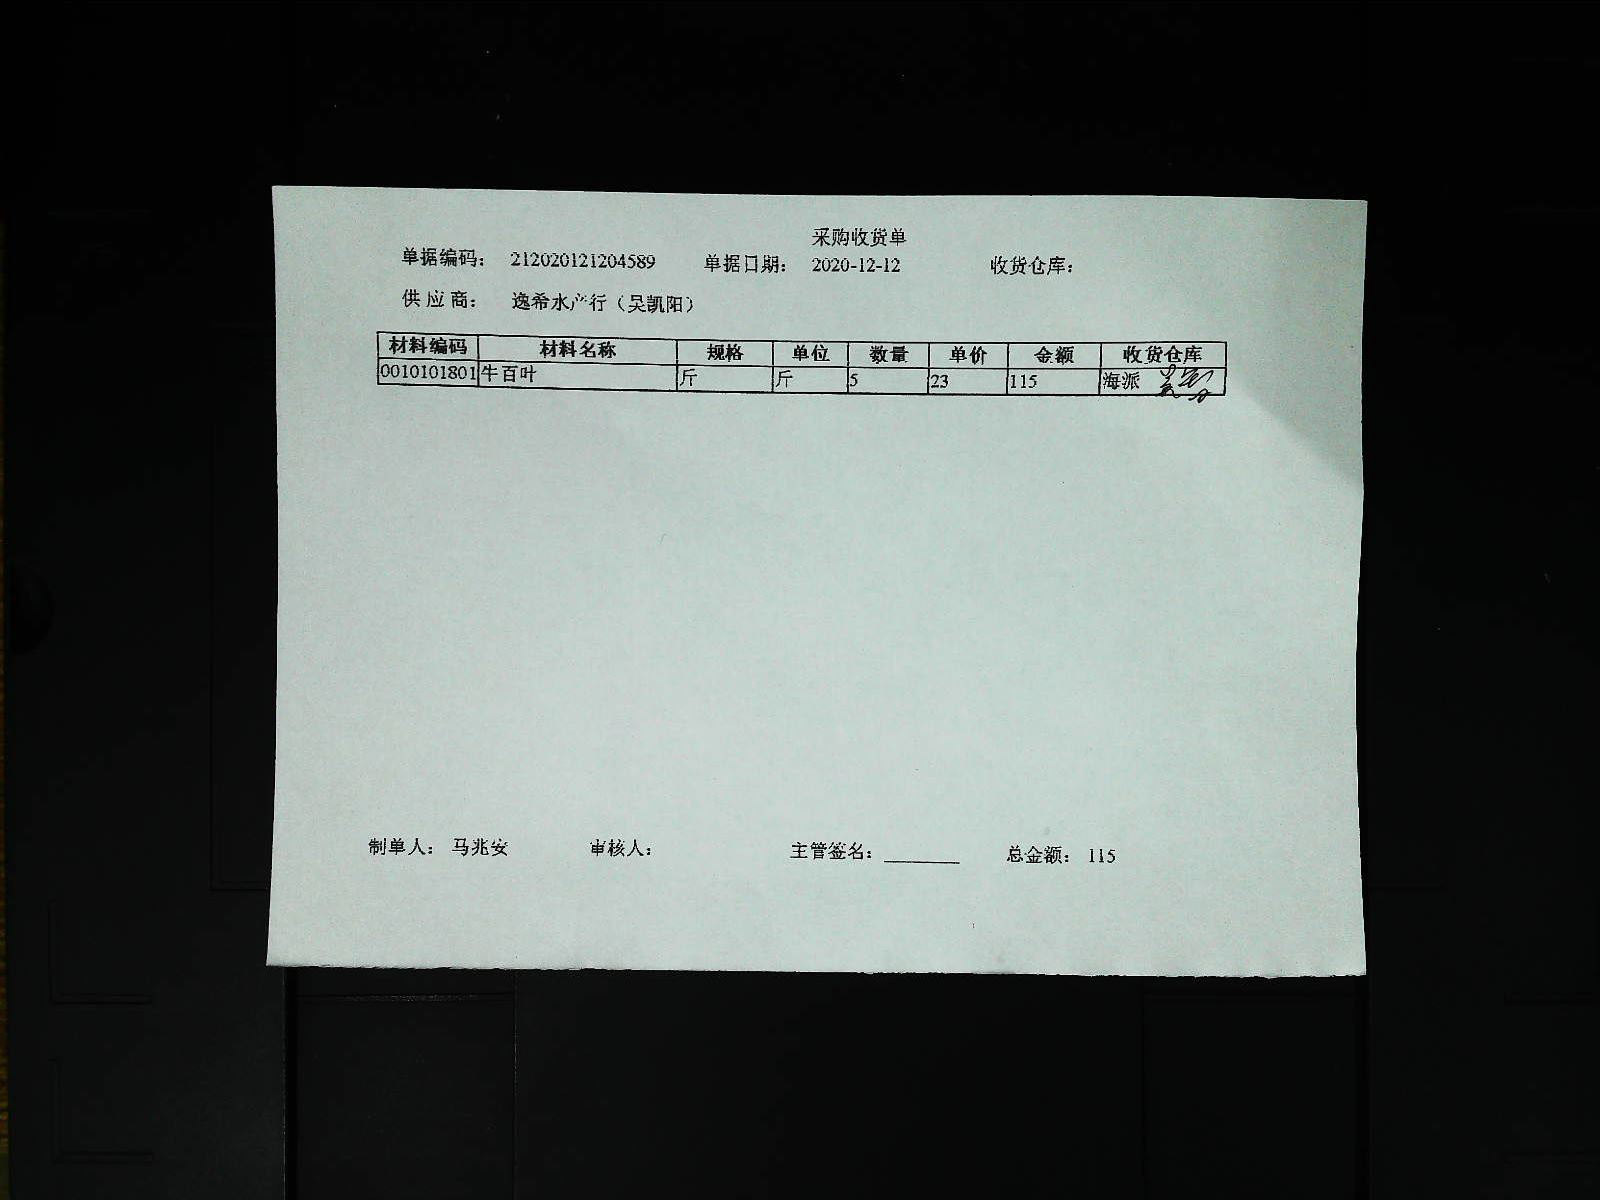 采购收货单
单据编码： 212020121204589 单据日期： 2020-12-12 收货仓库：
供 应 商： 逸希水产行（吴凯阳）
材料编码 材料名称 规格 单位 数量 单价 金额 收货仓库
0010101801 牛百叶 斤 斤 5 23 115 海派
制单人： 马兆安 审核人： 主管签名：________ 总金额： 115